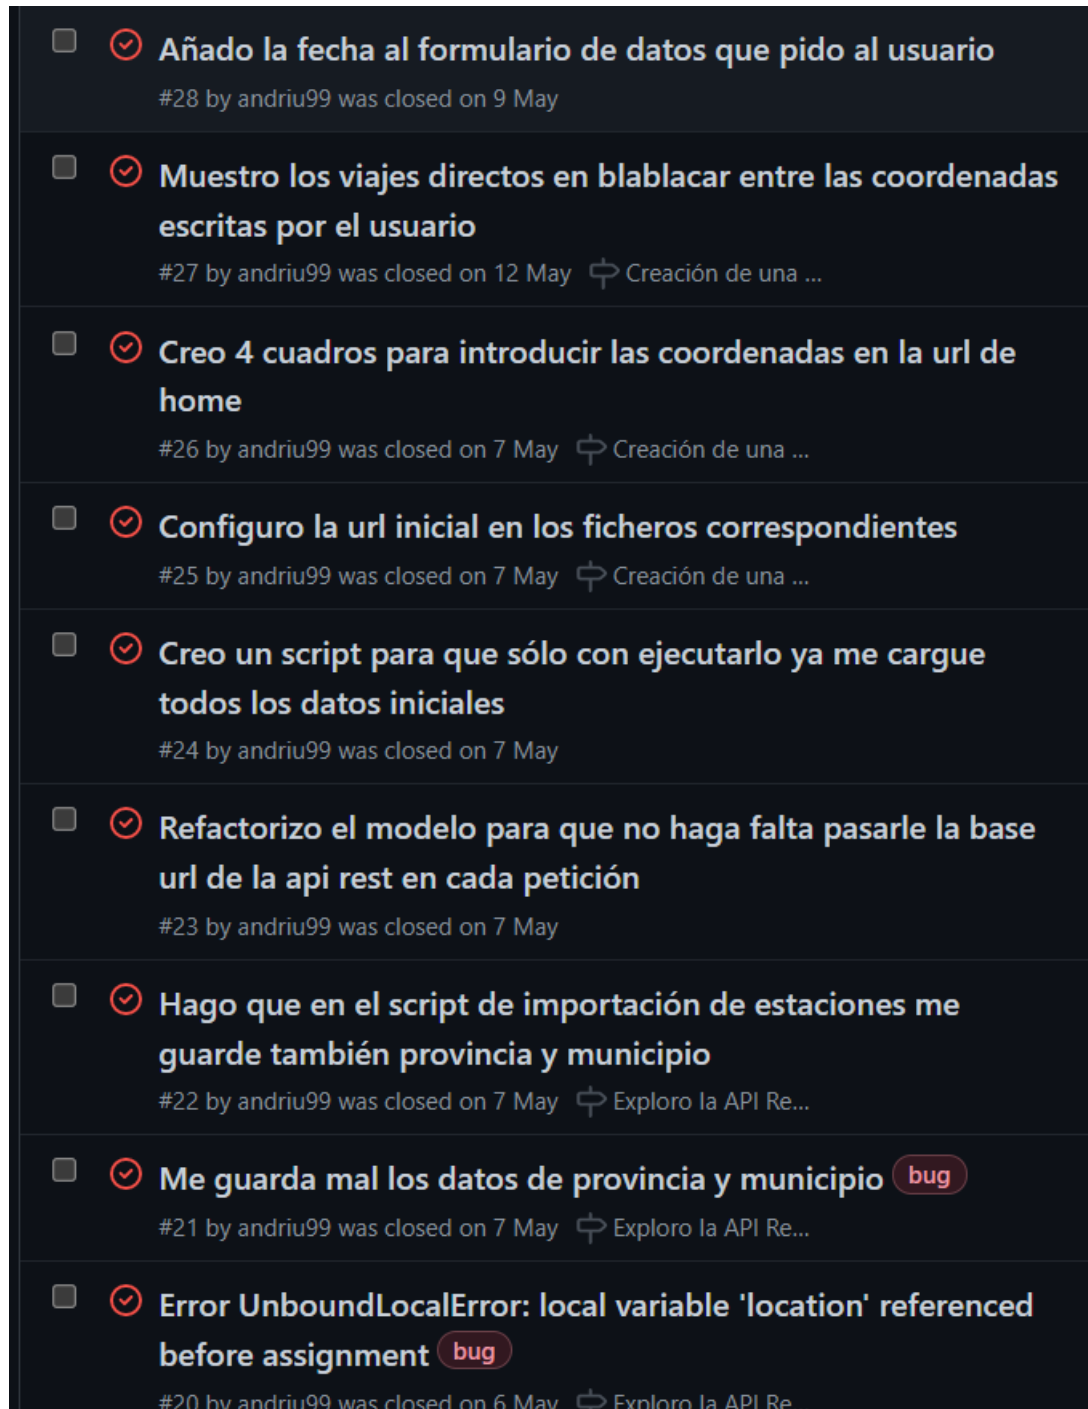 Añado la fecha al formulario de datos que pido al usuario
#28 by andriu99 was closed on 9 May
Muestro los viajes directos en blablacar entre las coordenadas
escritas por el usuario
#27 by andriu99 was closed on 12 May Creación de una ...
Creo 4 cuadros para introducir las coordenadas en la url de
home
#26 by andriu99 was closed on 7 May Creación de una ...
Configuro la url inicial en los ficheros correspondientes
#25 by andriu99 was closed on 7 May Creación de una ...
Creo un script para que sólo con ejecutarlo ya me cargue
todos los datos iniciales
#24 by andriu99 was closed on 7 May
Refactorizo el modelo para que no haga falta pasarle la base
url de la api rest en cada petición
#23 by andriu99 was closed on 7 May
Hago que en el script de importación de estaciones me
guarde también provincia y municipio
#22 by andriu99 was closed on 7 May Exploro la API Re...
Me guarda mal los datos de provincia y municipio bug
#21 by andriu99 was closed on 7 May Exploro la API Re...
Error UnboundLocalError: local variable 'location' referenced
before assignment bug
#20 by andriu99 was closed on 6 May Exploro la API Re...